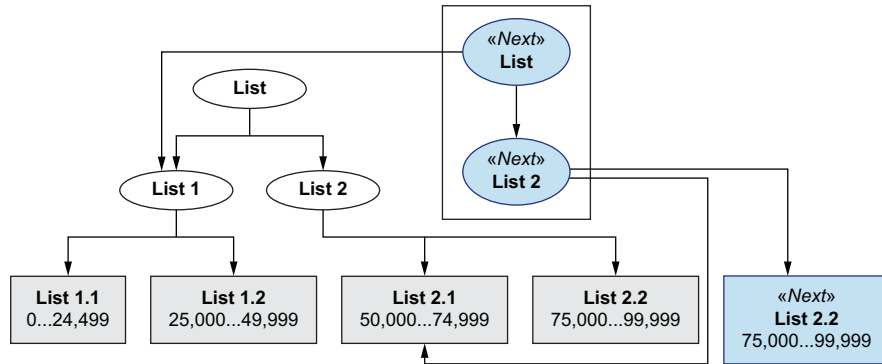 «Next»
List
List
«Next»
List 2
List 1
List 2
List 1.1
0...24,499
List 1.2
25,000...49,999
List 2.1
50,000...74,999
List 2.2
75,000...99,999
«Next»
List 2.2
75,000...99,999